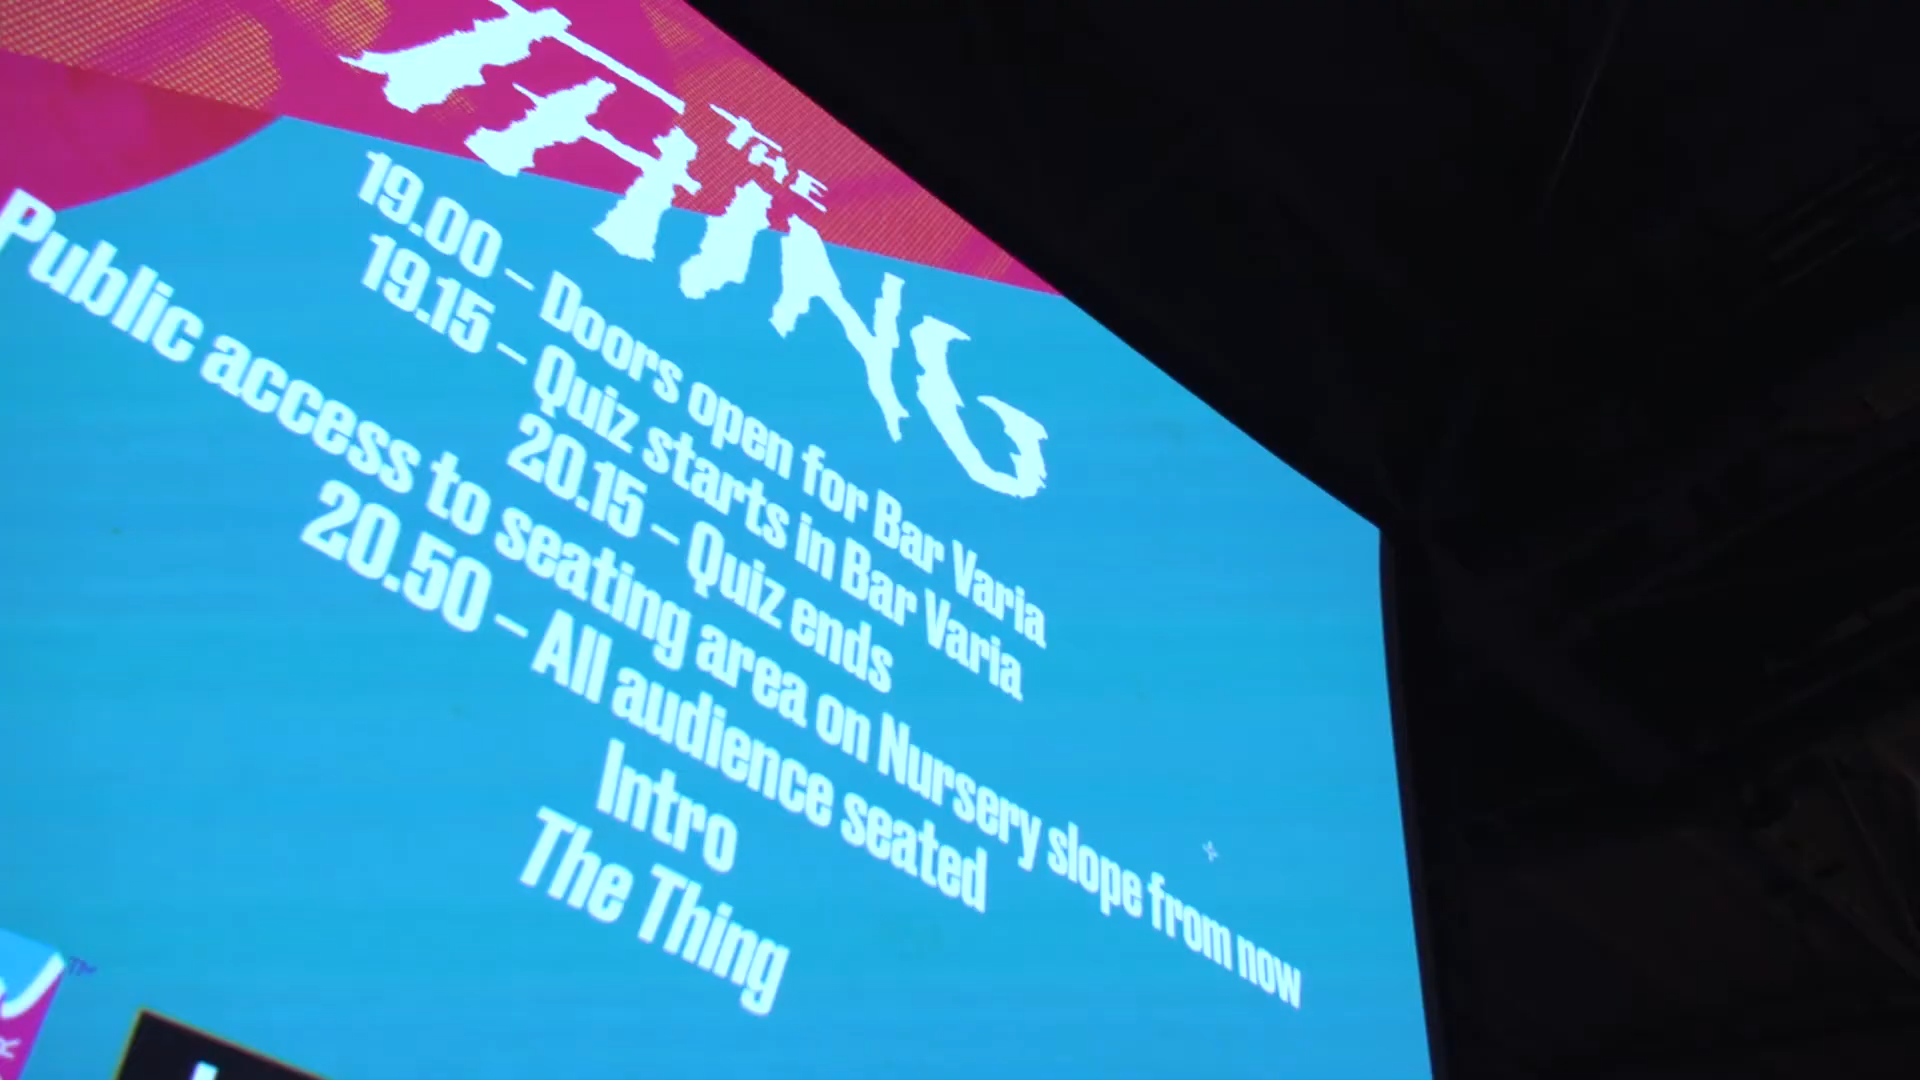 THE
THING
19.00 – Doors open for Bar Varia
19.15 – Quiz starts in Bar Varia
20.15 – Quiz ends
Public access to seating area on Nursery slope from now
20.50 – All audience seated
Intro
The Thing
TM